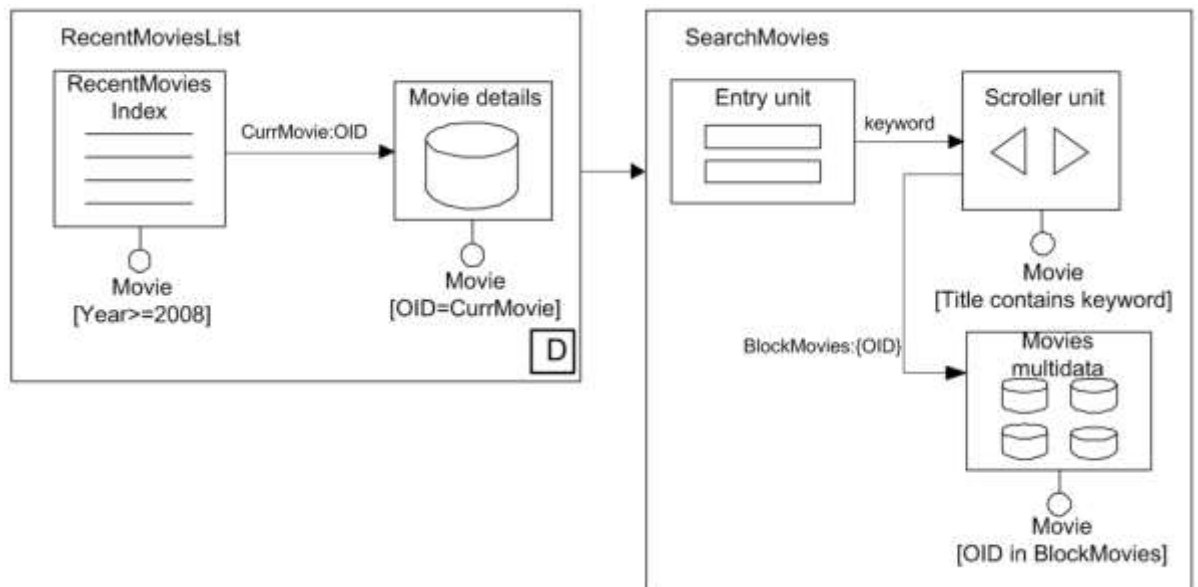 RecentMoviesList
RecentMovies
Index
CurrMovie:OID
Movie details
Movie
[Year>=2008]
Movie
[OID=CurrMovie]
D
SearchMovies
Entry unit
keyword
Scroller unit
Movie
[Title contains keyword]
BlockMovies:{OID}
Movies
multidata
Movie
[OID in BlockMovies]